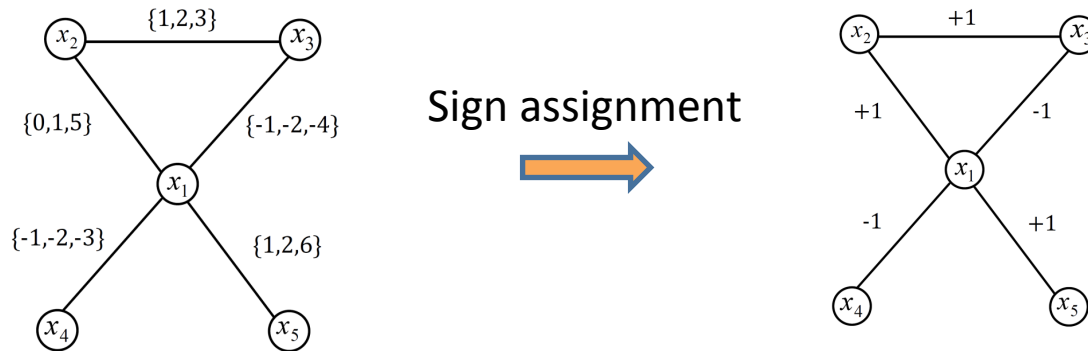 {1,2,3}
x₂
x₃
{0,1,5}
{-1,-2,-4}
x₁
{-1,-2,-3}
{1,2,6}
x₄
x₅
Sign assignment
+1
x₂
x₃
+1
-1
x₁
-1
+1
x₄
x₅